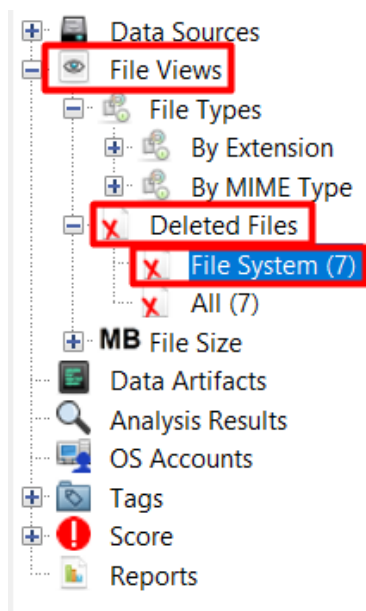 Data Sources
File Views
File Types
By Extension
By MIME Type
Deleted Files
File System (7)
All (7)
MB File Size
Data Artifacts
Analysis Results
OS Accounts
Tags
Score
Reports